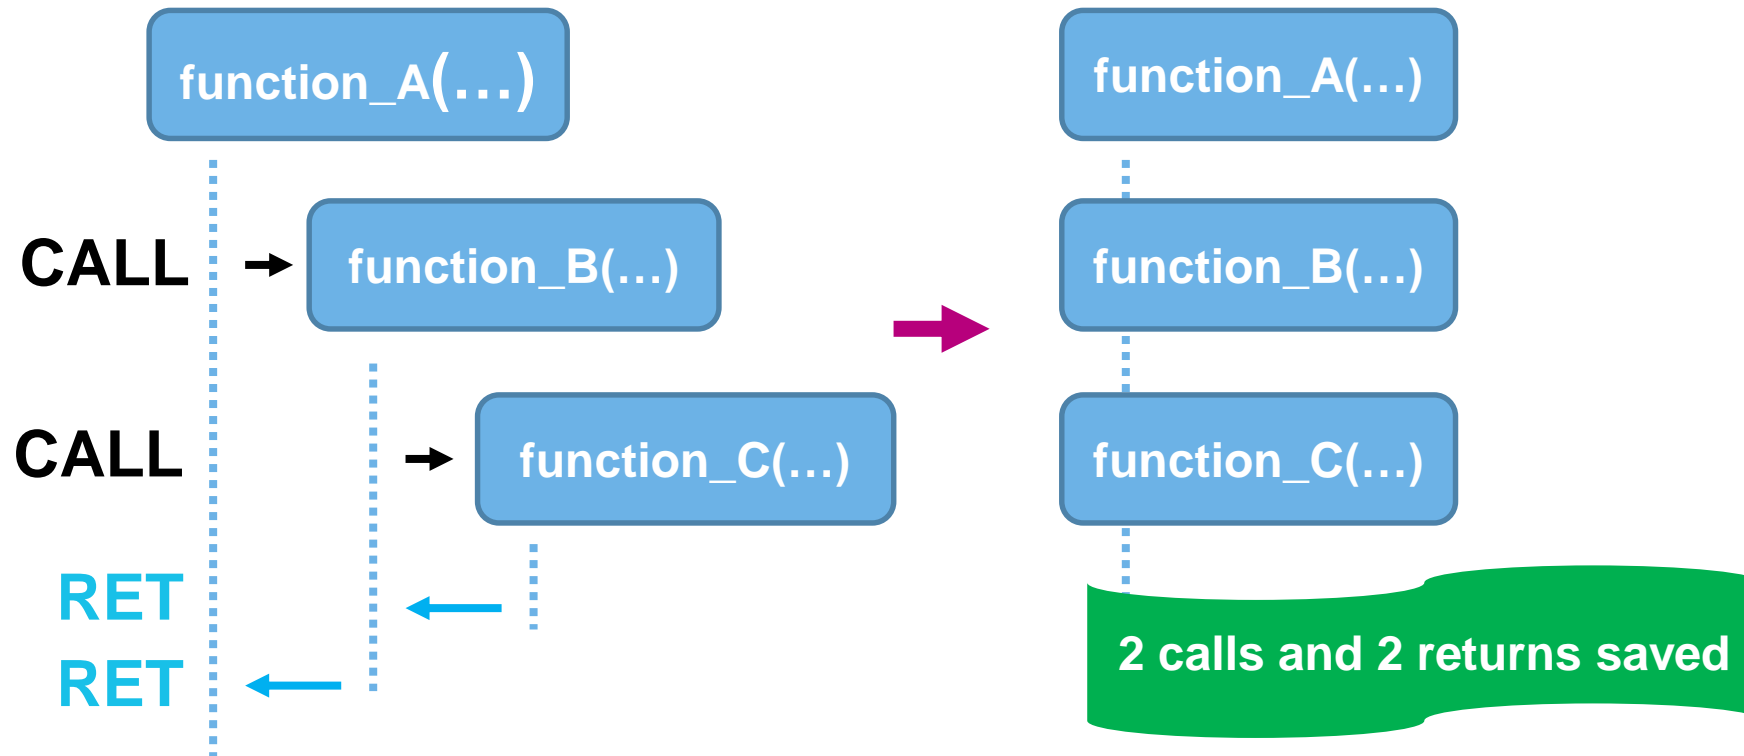 function_A(...)
CALL
function_B(...)
CALL
function_C(...)
RET
RET
function_A(...)
function_B(...)
function_C(...)
2 calls and 2 returns saved